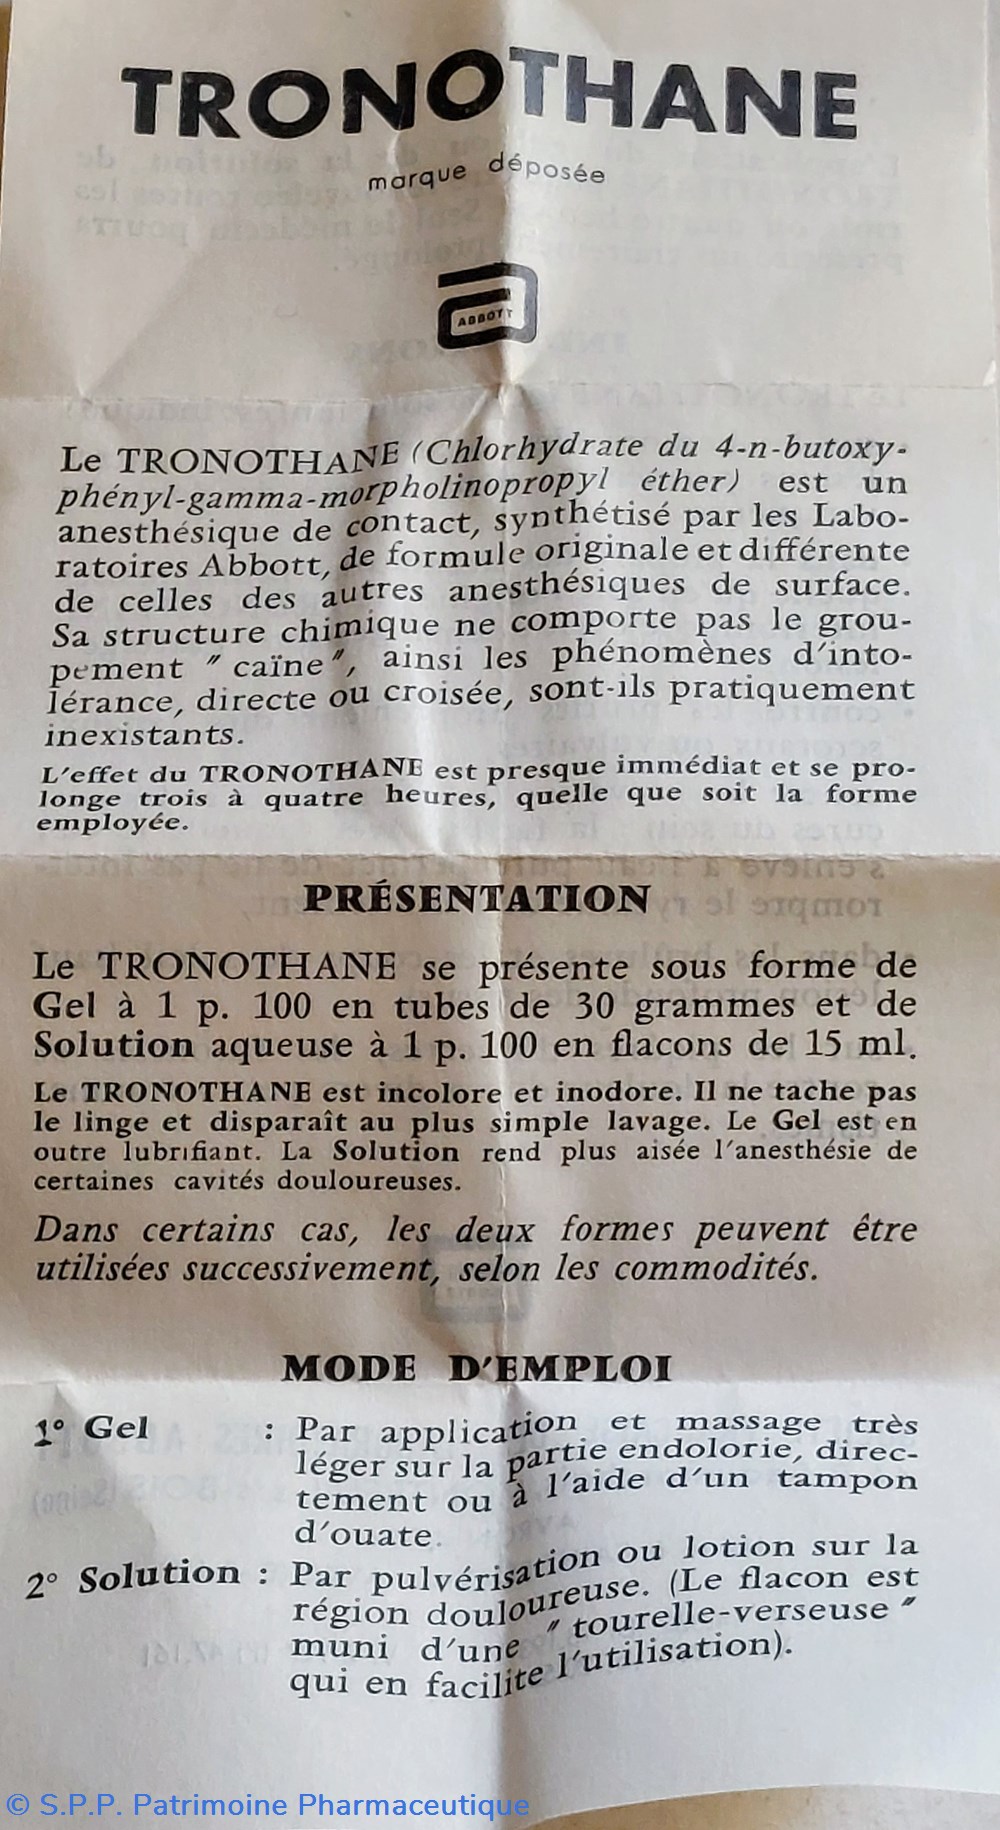 TRONOTHANE
marque déposée
ABBOTT
Le TRONOTHANE (Chlorhydrate du 4-n-butoxy-
phényl-gamma-morpholinopropyl éther) est un
anesthésique de contact, synthétisé par les Labo-
ratoires Abbott, de formule originale et différente
de celles des autres anesthésiques de surface.
Sa structure chimique ne comporte pas le grou-
pement " caïne", ainsi les phénomènes d'into-
lérance, directe ou croisée, sont-ils pratiquement
inexistants.
L'effet du TRONOTHANE est presque immédiat et se pro-
longe trois à quatre heures, quelle que soit la forme
employée.
PRÉSENTATION
Le TRONOTHANE se présente sous forme de
Gel à 1 p. 100 en tubes de 30 grammes et de
Solution aqueuse à 1 p. 100 en flacons de 15 ml.
Le TRONOTHANE est incolore et inodore. Il ne tache pas
le linge et disparaît au plus simple lavage. Le Gel est en
outre lubrifiant. La Solution rend plus aisée l'anesthésie de
certaines cavités douloureuses.
Dans certains cas, les deux formes peuvent être
utilisées successivement, selon les commodités.
MODE D'EMPLOI
1° Gel : Par application et massage très
léger sur la partie endolorie, direc-
tement ou à l'aide d'un tampon
d'ouate.
2° Solution : Par pulvérisation ou lotion sur la
région douloureuse. (Le flacon est
muni d'une " tourelle-verseuse "
qui en facilite l'utilisation).
© S.P.P. Patrimoine Pharmaceutique